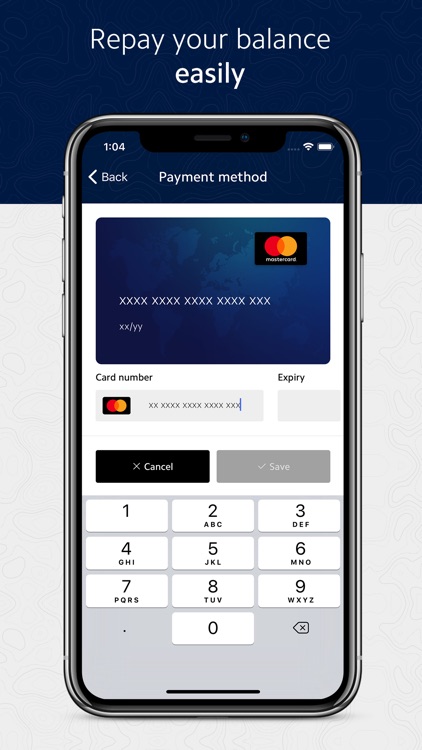 Repay your balance
easily
1:04
Back Payment method
mastercard
xxxx xxxx xxxx xxxx xxx
xx/yy
Card number Expiry
xx xxxx xxxx xxxx xxx
Cancel Save
1 2 3
ABC DEF
4 5 6
GHI JKL MNO
7 8 9
PQRS TUV WXYZ
. 0